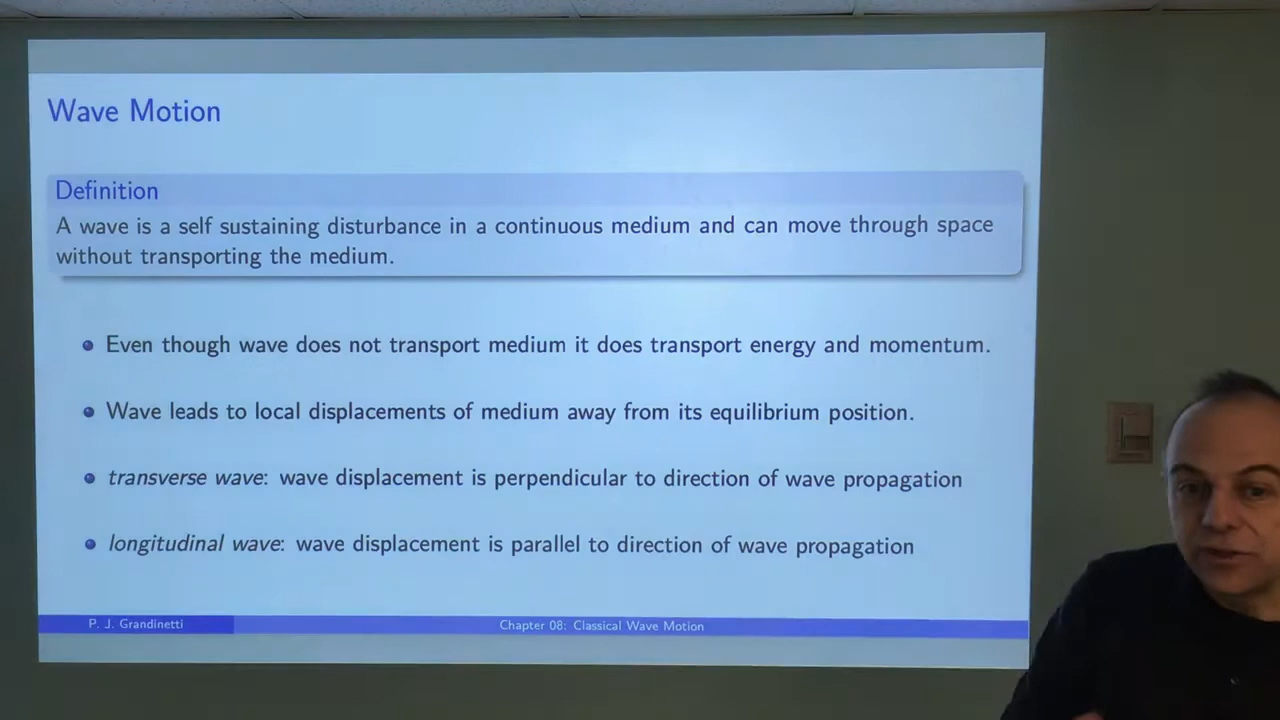 Wave Motion
Definition
A wave is a self sustaining disturbance in a continuous medium and can move through space
without transporting the medium.
Even though wave does not transport medium it does transport energy and momentum.
Wave leads to local displacements of medium away from its equilibrium position.
transverse wave: wave displacement is perpendicular to direction of wave propagation
longitudinal wave: wave displacement is parallel to direction of wave propagation
P. J. Grandinetti
Chapter 08: Classical Wave Motion